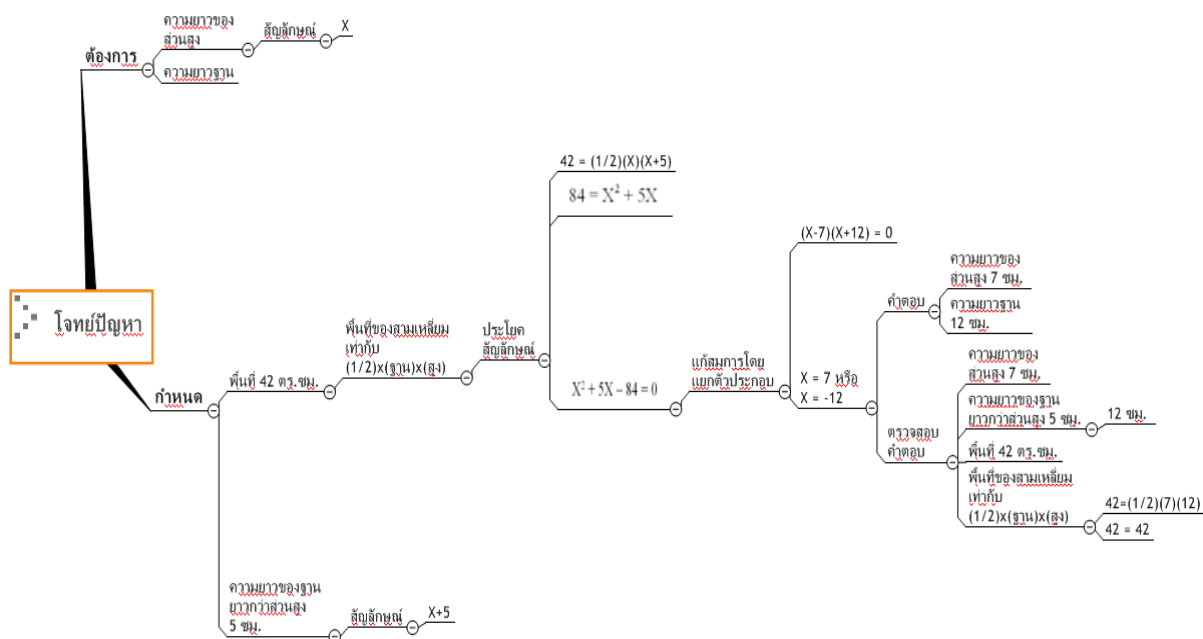 โจทย์ปัญหา
ต้องการ
ความยาวของ
ส่วนสูง
สัญลักษณ์
X
ความยาวฐาน
กำหนด
พื้นที่ 42 ตร.ซม.
พื้นที่ของสามเหลี่ยม
เท่ากับ
(1/2)x(ฐาน)x(สูง)
ประโยค
สัญลักษณ์
42 = (1/2)(X)(X+5)
84 = X² + 5X
X² + 5X – 84 = 0
แก้สมการโดย
แยกตัวประกอบ
(X-7)(X+12) = 0
X = 7 หรือ
X = -12
คำตอบ
ความยาวของ
ส่วนสูง 7 ซม.
ความยาวฐาน
12 ซม.
ตรวจสอบ
คำตอบ
ความยาวของ
ส่วนสูง 7 ซม.
ความยาวของฐาน
ยาวกว่าส่วนสูง 5 ซม.
12 ซม.
พื้นที่ 42 ตร.ซม.
พื้นที่ของสามเหลี่ยม
เท่ากับ
(1/2)x(ฐาน)x(สูง)
42=(1/2)(7)(12)
42 = 42
ความยาวของฐาน
ยาวกว่าส่วนสูง
5 ซม.
สัญลักษณ์
X+5